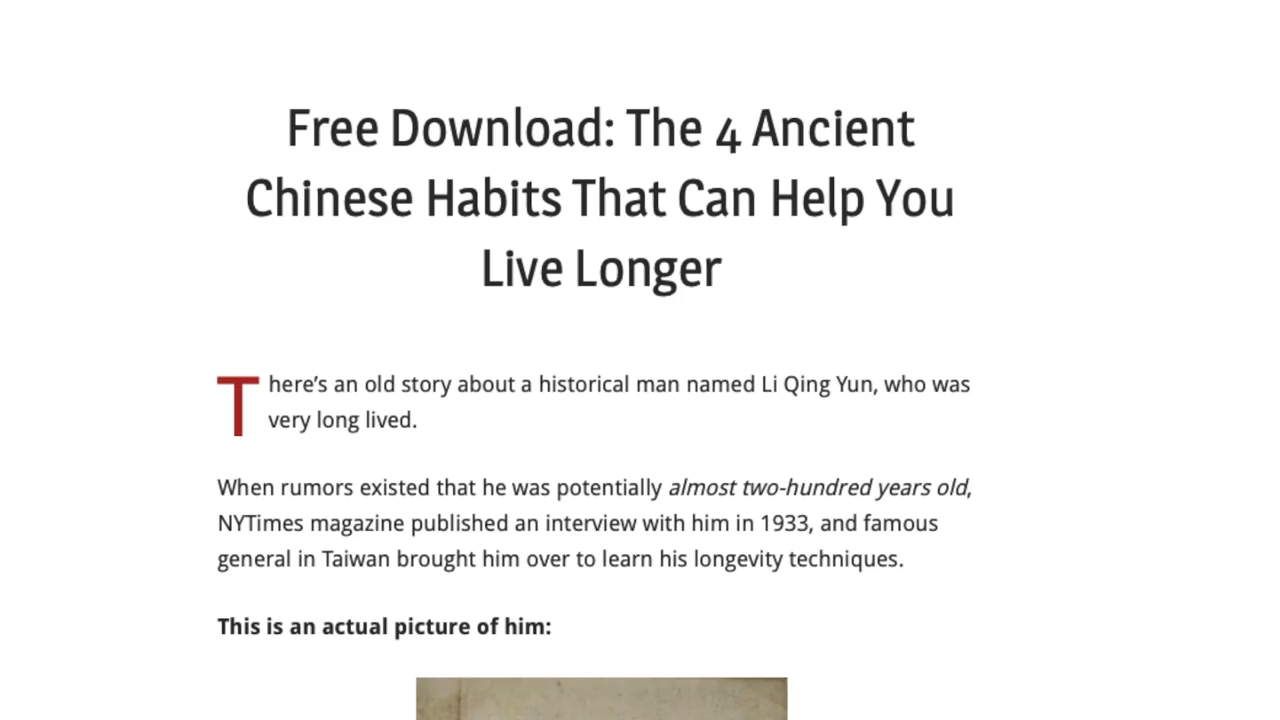 Free Download: The 4 Ancient
Chinese Habits That Can Help You
Live Longer
There’s an old story about a historical man named Li Qing Yun, who was
very long lived.
When rumors existed that he was potentially almost two-hundred years old,
NYTimes magazine published an interview with him in 1933, and famous
general in Taiwan brought him over to learn his longevity techniques.
This is an actual picture of him: